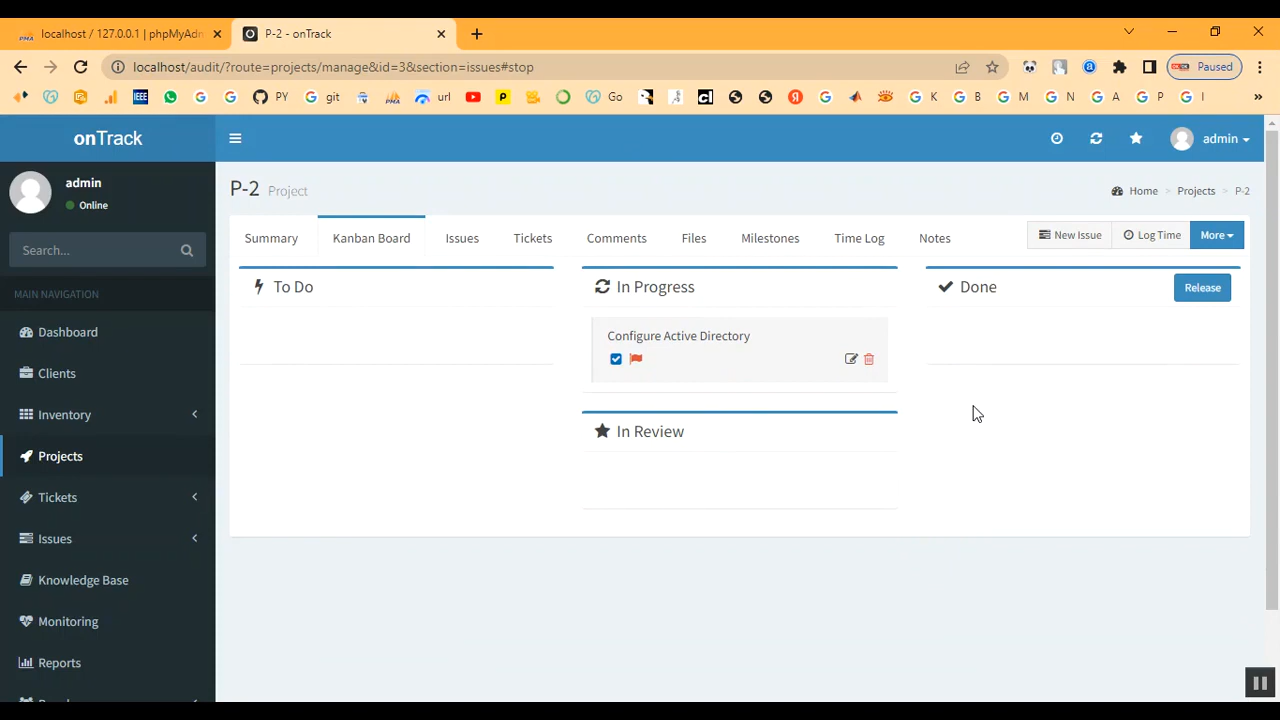 localhost / 127.0.0.1 | phpMyAdn
P-2 - onTrack
localhost/audit/?route=projects/manage&id=3&section=issues#stop
Paused
IEEE
PY
git
url
Go
K
B
M
N
A
P
I
»
onTrack
admin
admin
Online
P-2 Project
Home > Projects > P-2
Search...
Summary
Kanban Board
Issues
Tickets
Comments
Files
Milestones
Time Log
Notes
New Issue
Log Time
More
MAIN NAVIGATION
Dashboard
Clients
Inventory
Projects
Tickets
Issues
Knowledge Base
Monitoring
Reports
To Do
In Progress
Configure Active Directory
In Review
Done
Release